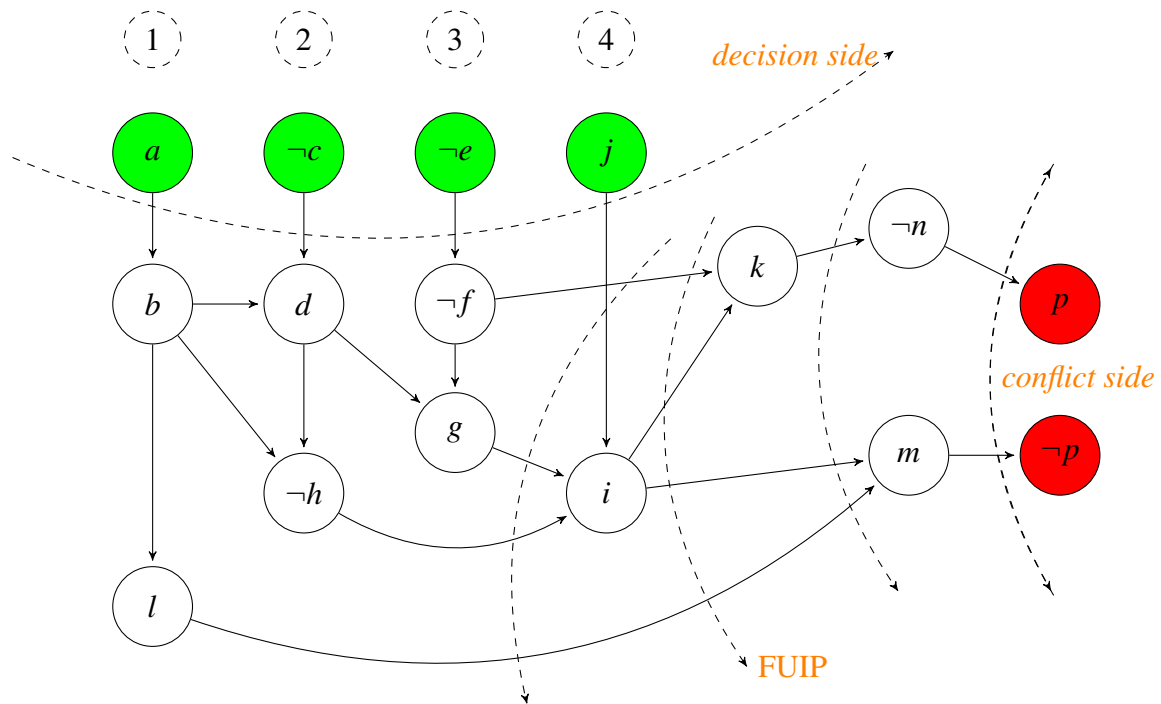 1 2 3 4
decision side
a ¬c ¬e j
¬n
k
b d ¬f p
conflict side
g
¬h i m ¬p
l
FUIP